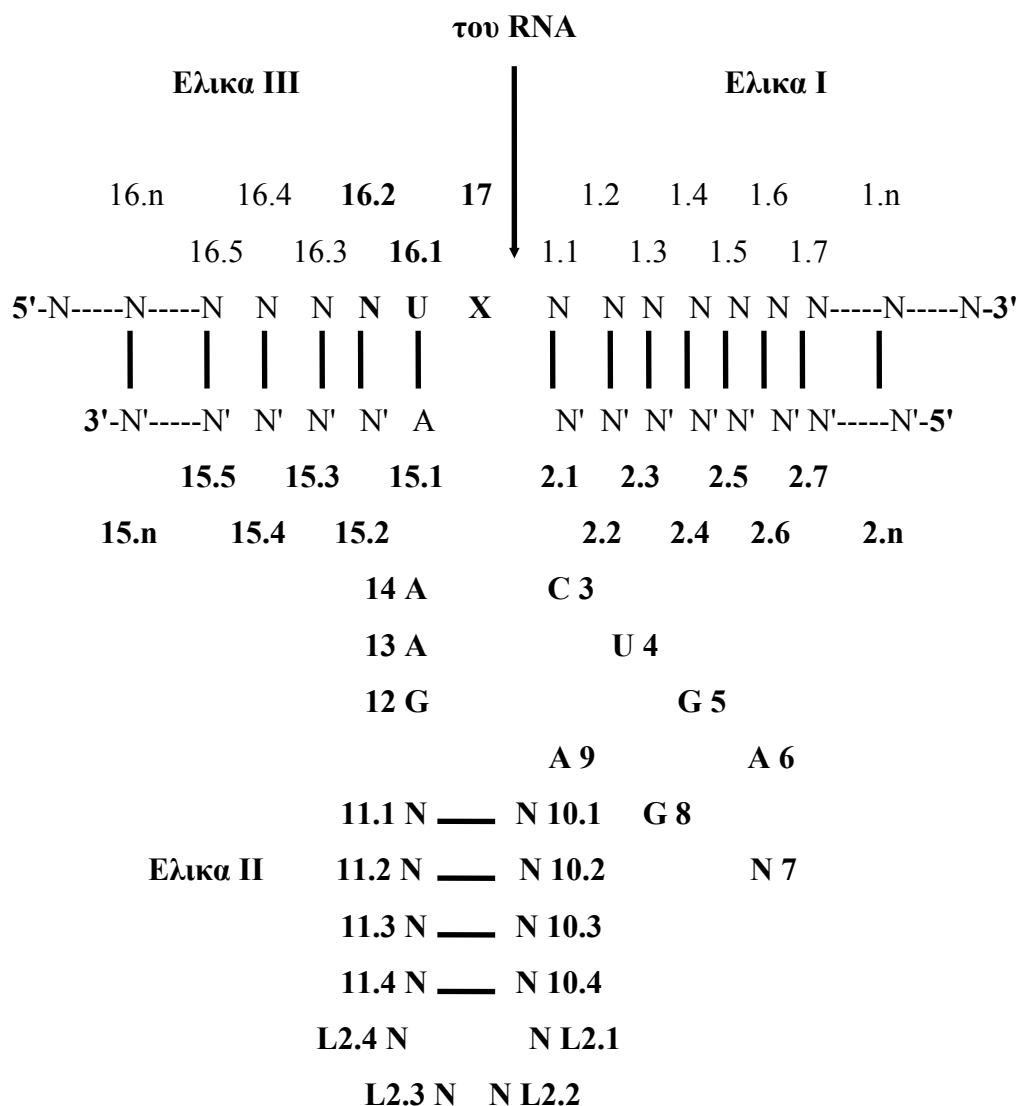 του RNA
Ελικα ΙΙΙ Ελικα Ι
16.n 16.4 16.2 17 1.2 1.4 1.6 1.n
16.5 16.3 16.1 1.1 1.3 1.5 1.7
5'-N-----N-----N N N N U X N N N N N N N-----N-----N-3'
3'-N'-----N' N' N' N' A N' N' N' N' N' N' N'-----N'-5'
15.5 15.3 15.1 2.1 2.3 2.5 2.7
15.n 15.4 15.2 2.2 2.4 2.6 2.n
14 A C 3
13 A U 4
12 G G 5
A 9 A 6
11.1 N N 10.1 G 8
Ελικα ΙΙ 11.2 N N 10.2 N 7
11.3 N N 10.3
11.4 N N 10.4
L2.4 N N L2.1
L2.3 N N L2.2